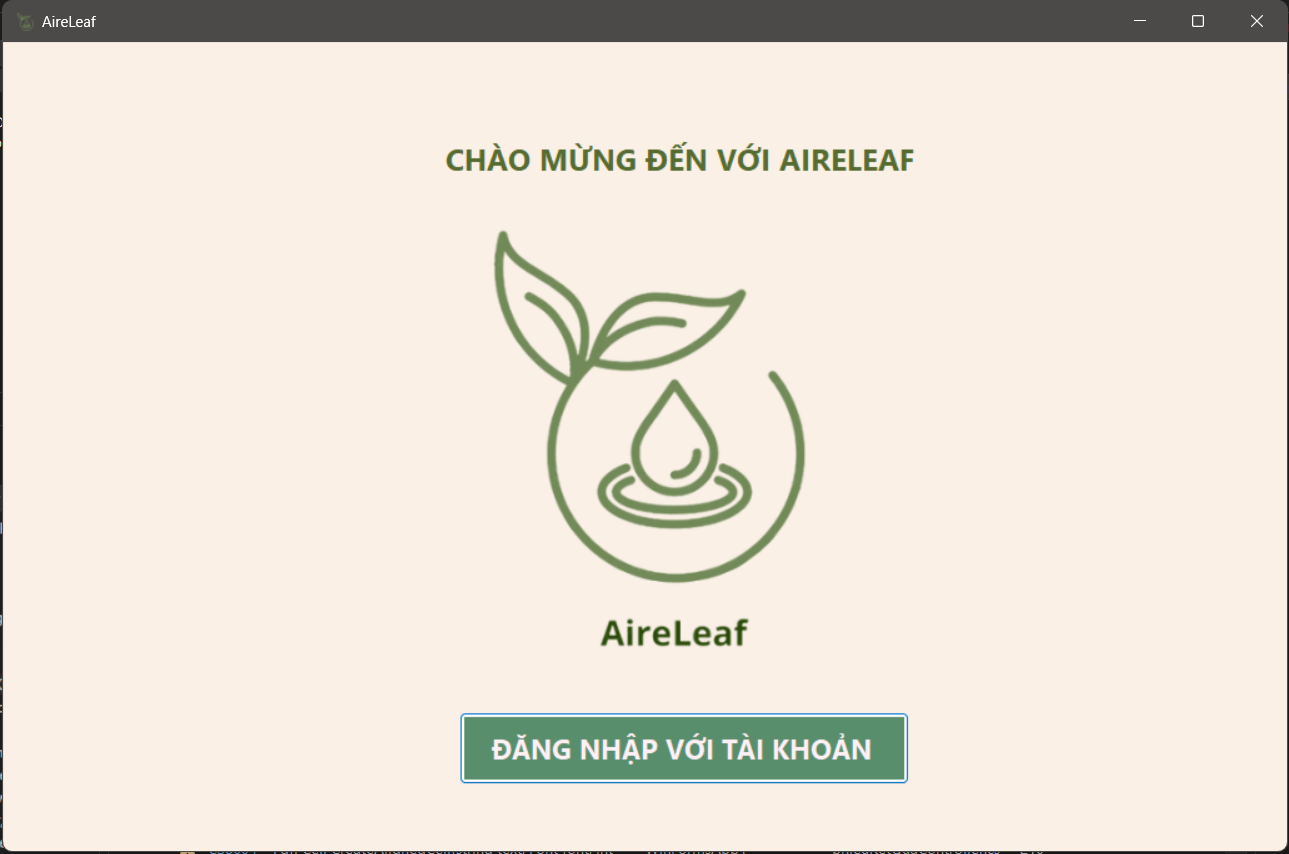 AireLeaf
CHÀO MỪNG ĐẾN VỚI AIRELEAF
AireLeaf
ĐĂNG NHẬP VỚI TÀI KHOẢN